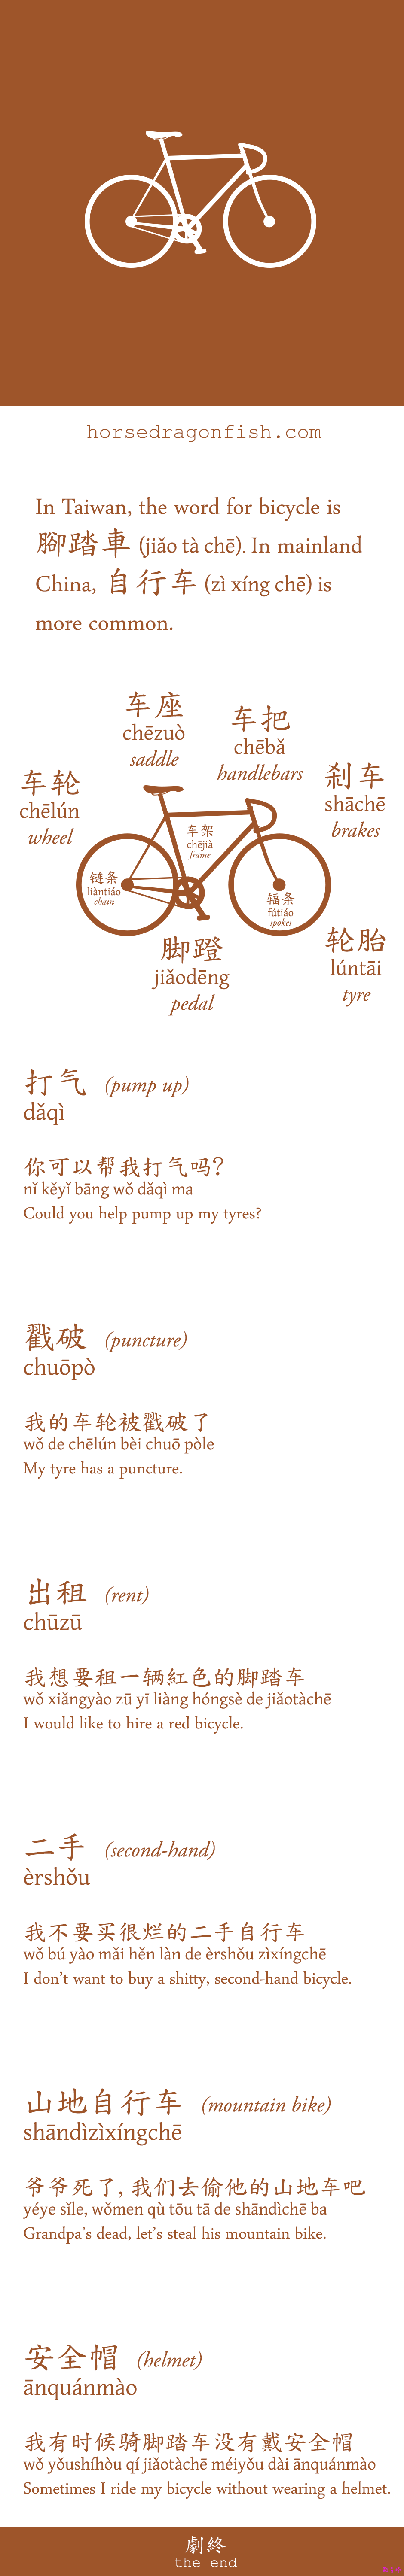 horsedragonfish.com
In Taiwan, the word for bicycle is
腳踏車 (jiǎo tà chē). In mainland
China, 自行车 (zì xíng chē) is
more common.
车座
chēzuò
saddle
车把
chēbǎ
handlebars
车轮
chēlún
wheel
刹车
shāchē
brakes
车架
chējià
frame
链条
liàntiáo
chain
辐条
fútiáo
spokes
脚蹬
jiǎodēng
pedal
轮胎
lúntāi
tyre
打气 (pump up)
dǎqì
你可以帮我打气吗?
nǐ kěyǐ bāng wǒ dǎqì ma
Could you help pump up my tyres?
戳破 (puncture)
chuōpò
我的车轮被戳破了
wǒ de chēlún bèi chuō pòle
My tyre has a puncture.
出租 (rent)
chūzū
我想要租一辆紅色的脚踏车
wǒ xiǎngyào zū yī liàng hóngsè de jiǎotàchē
I would like to hire a red bicycle.
二手 (second-hand)
èrshǒu
我不要买很烂的二手自行车
wǒ bú yào mǎi hěn làn de èrshǒu zìxíngchē
I don't want to buy a shitty, second-hand bicycle.
山地自行车 (mountain bike)
shāndìzìxíngchē
爷爷死了, 我们去偷他的山地车吧
yéye sǐle, wǒmen qù tōu tā de shāndìchē ba
Grandpa's dead, let's steal his mountain bike.
安全帽 (helmet)
ānquánmào
我有时候骑脚踏车没有戴安全帽
wǒ yǒushíhòu qí jiǎotàchē méiyǒu dài ānquánmào
Sometimes I ride my bicycle without wearing a helmet.
劇終
the end